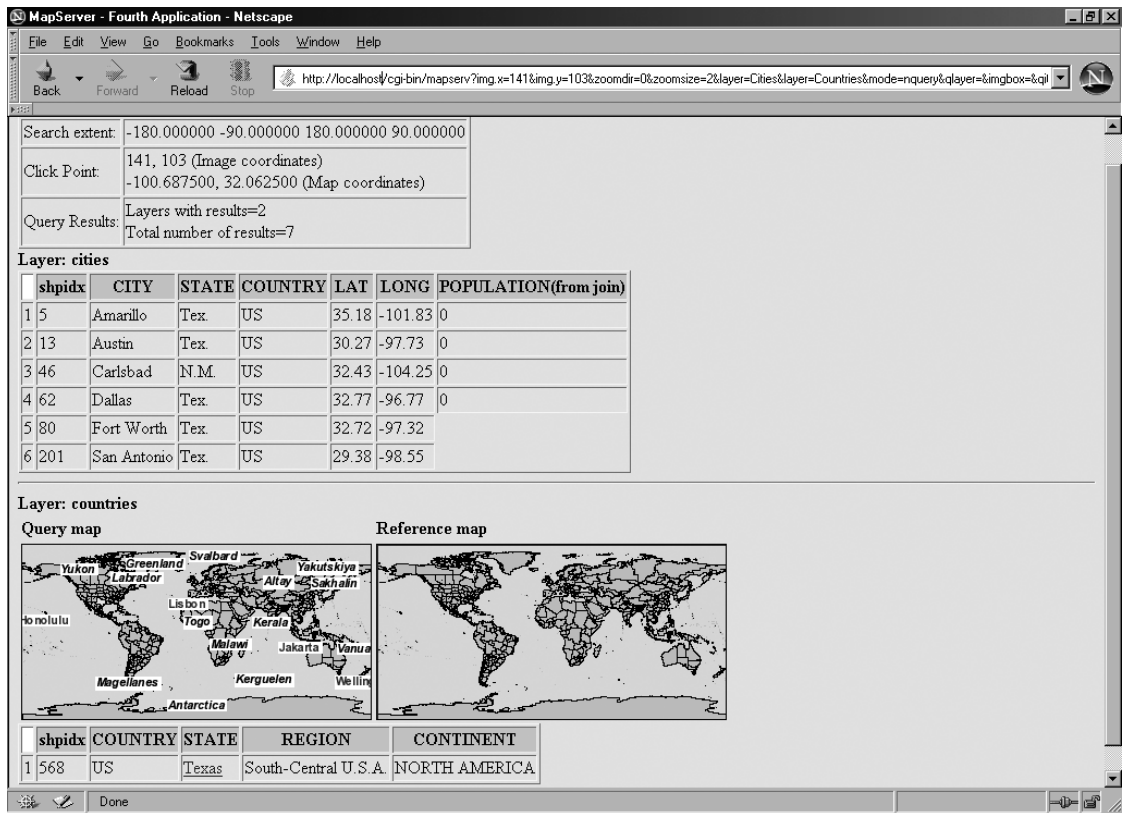 MapServer - Fourth Application - Netscape
File Edit View Go Bookmarks Tools Window Help
Back Forward Reload Stop
http://localhost/cgi-bin/mapserv?img.x=141&img.y=103&zoomdir=0&zoomsize=2&layer=Cities&layer=Countries&mode=nquery&qlayer=&imgbox=&qi
N
Search extent: -180.000000 -90.000000 180.000000 90.000000
Click Point: 141, 103 (Image coordinates)
-100.687500, 32.062500 (Map coordinates)
Query Results: Layers with results=2
Total number of results=7
Layer: cities
shpidx CITY STATE COUNTRY LAT LONG POPULATION(from join)
1 5 Amarillo Tex. US 35.18 -101.83 0
2 13 Austin Tex. US 30.27 -97.73 0
3 46 Carlsbad N.M. US 32.43 -104.25 0
4 62 Dallas Tex. US 32.77 -96.77 0
5 80 Fort Worth Tex. US 32.72 -97.32
6 201 San Antonio Tex. US 29.38 -98.55
Layer: countries
Query map Reference map
Svalbard
Greenland
Yukon Yakutskiya
Labrador Altay Sakhalin
Lisbon
Honolulu Togo Kerala
Malawi Jakarta Vanua
Magellanes Kerguelen Welling
Antarctica
shpidx COUNTRY STATE REGION CONTINENT
1 568 US Texas South-Central U.S.A. NORTH AMERICA
Done